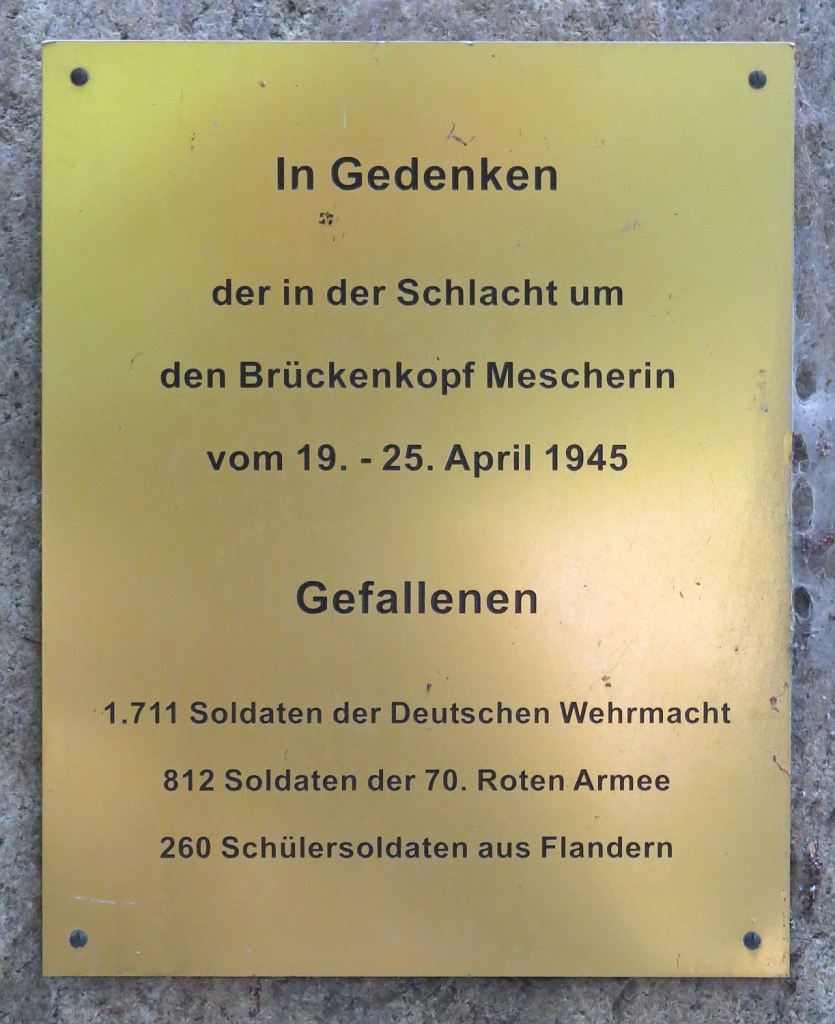 In Gedenken
der in der Schlacht um
den Brückenkopf Mescherin
vom 19. - 25. April 1945
Gefallenen
1.711 Soldaten der Deutschen Wehrmacht
812 Soldaten der 70. Roten Armee
260 Schülersoldaten aus Flandern